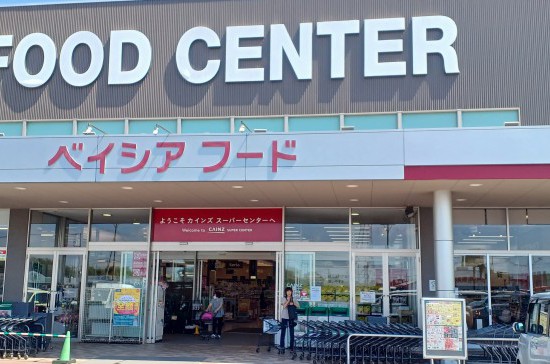 FOOD CENTER
ベイシア フード
ようこそ カインズ スーパーセンターへ
Welcome to CAINZ SUPER CENTER